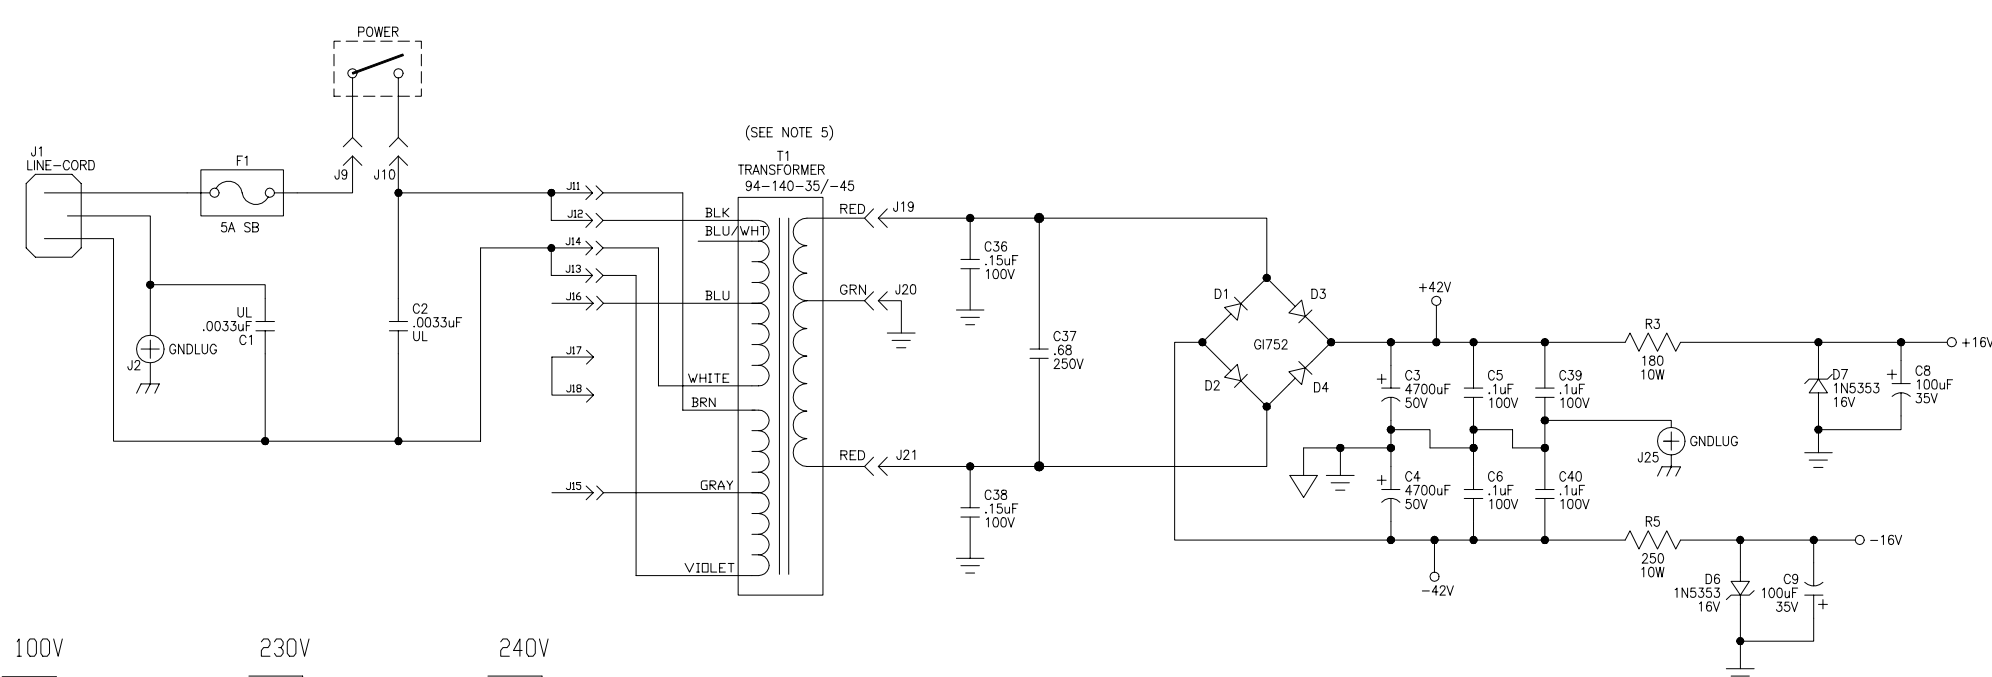 POWER
J9
J10
J1
LINE-CORD
F1
5A SB
(SEE NOTE 5)
T1
TRANSFORMER
94-140-35/-45
J11
J12
J14
J13
J16
J17
J18
J15
BLK
BLU/WHT
BLU
WHITE
BRN
GRAY
VIOLET
RED
J19
GRN
J20
RED
J21
UL
.0033uF
C1
J2
GNDLUG
C2
.0033uF
UL
C36
.15uF
100V
C37
.68
250V
C38
.15uF
100V
D1
D3
GI752
D2
D4
+42V
C3
4700uF
50V
C5
.1uF
100V
C39
.1uF
100V
C4
4700uF
50V
C6
.1uF
100V
C40
.1uF
100V
-42V
R3
180
10W
+16V
D7
1N5353
16V
C8
100uF
35V
GNDLUG
J25
R5
250
10W
-16V
D6
1N5353
16V
C9
100uF
35V
100V
230V
240V